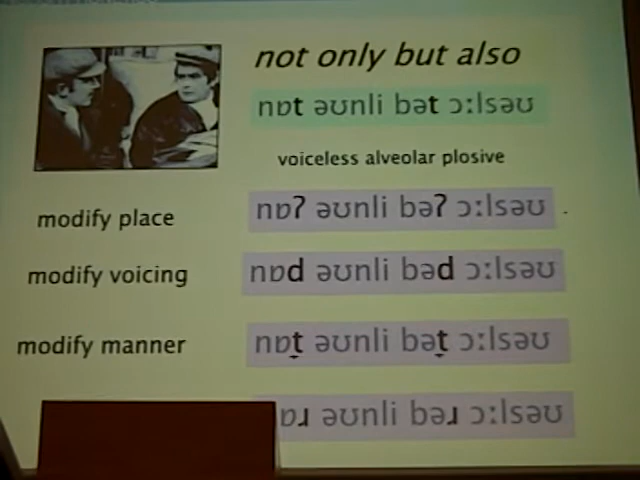 not only but also
nɒt əʊnli bət ɔːlsəʊ
voiceless alveolar plosive
modify place
nɒʔ əʊnli bəʔ ɔːlsəʊ
modify voicing
nɒd əʊnli bəd ɔːlsəʊ
modify manner
nɒt̞ əʊnli bət̞ ɔːlsəʊ
ɒɹ əʊnli bəɹ ɔːlsəʊ